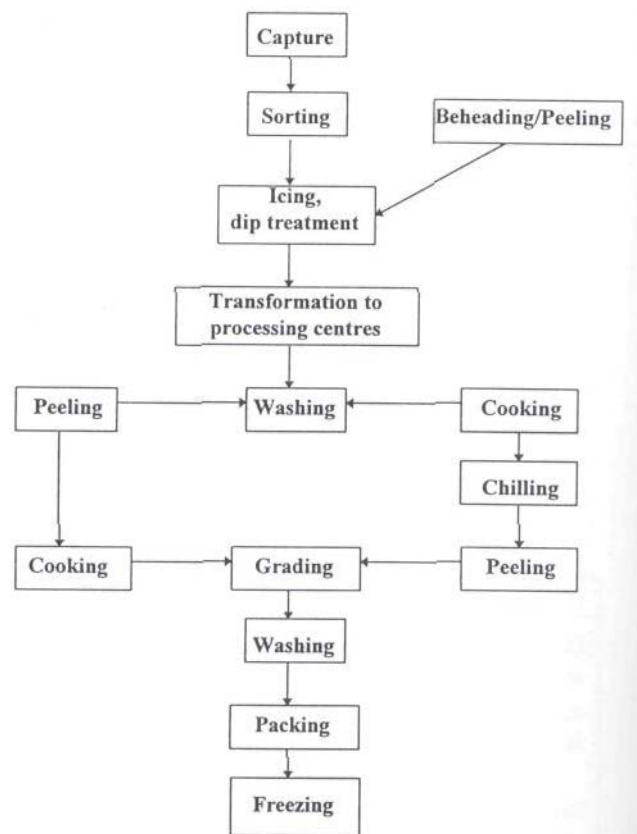 Capture
Sorting
Beheading/Peeling
Icing,
dip treatment
Transformation to
processing centres
Peeling
Washing
Cooking
Chilling
Cooking
Grading
Peeling
Washing
Packing
Freezing